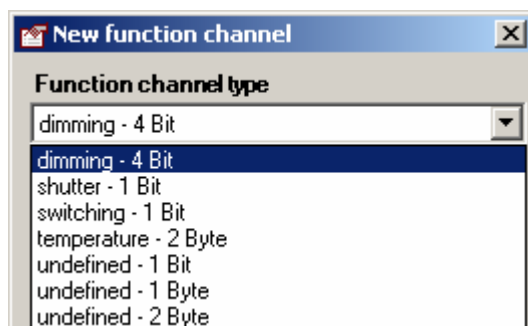 New function channel
Function channel type
dimming - 4 Bit
dimming - 4 Bit
shutter - 1 Bit
switching - 1 Bit
temperature - 2 Byte
undefined - 1 Bit
undefined - 1 Byte
undefined - 2 Byte